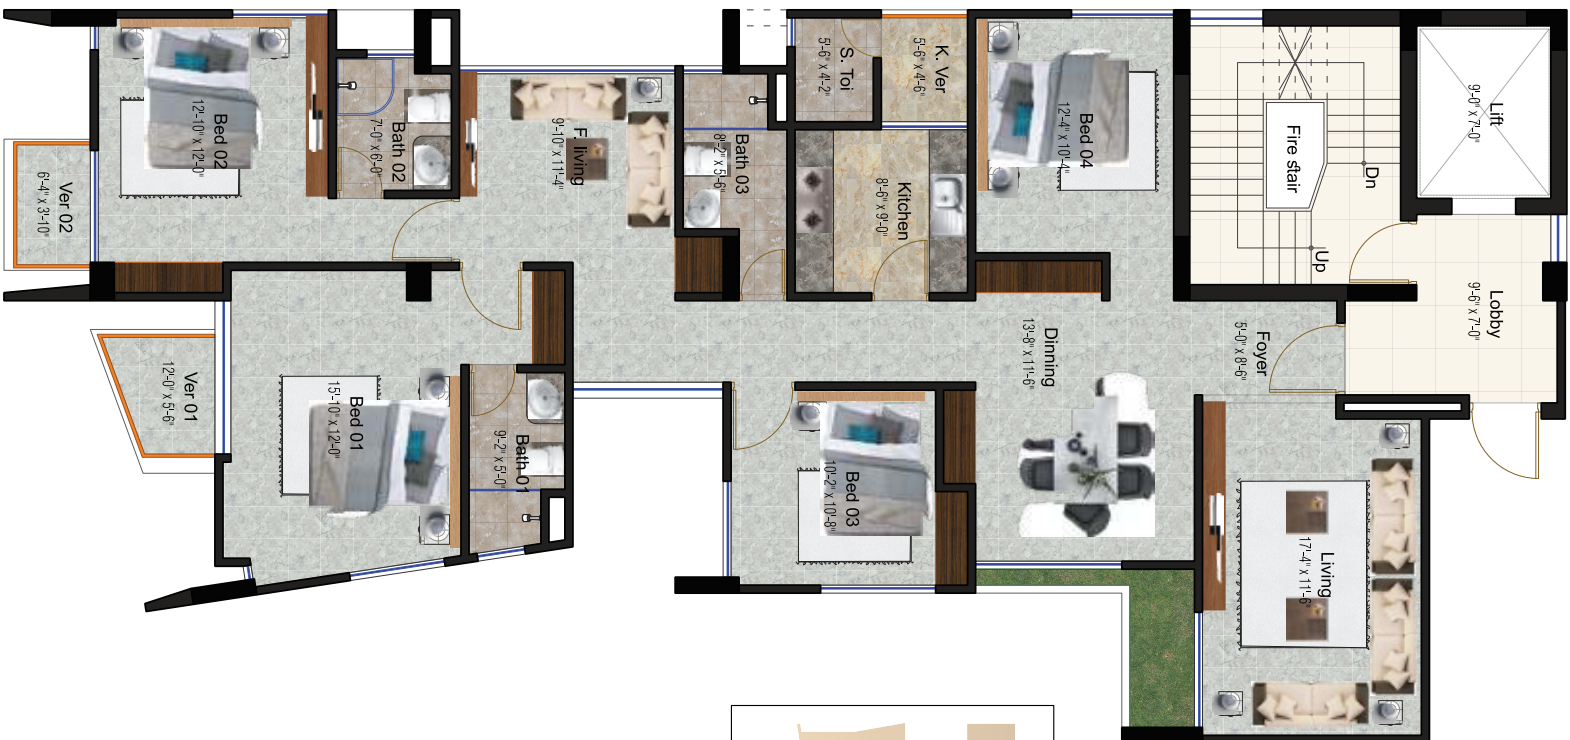 Bed 02
12'-10" x 12'-0"
Ver 02
6'-4" x 3'-10"
Bath 02
7'-0" x 6'-0"
F living
9'-10" x 11'-4"
Bath 03
8'-2" x 5'-6"
S. Toi
5'-6" x 4'-2"
K. Ver
5'-6" x 4'-6"
Kitchen
8'-6" x 9'-0"
Bed 04
12'-4" x 10'-4"
Fire stair
Dn
Up
Lift
9'-0" x 7'-0"
Lobby
9'-6" x 7'-0"
Foyer
5'-0" x 8'-6"
Dinning
13'-8" x 11'-6"
Ver 01
12'-0" x 5'-6"
Bed 01
15'-10" x 12'-0"
Bath 01
9'-2" x 5'-0"
Bed 03
10'-2" x 10'-8"
Living
17'-4" x 11'-6"